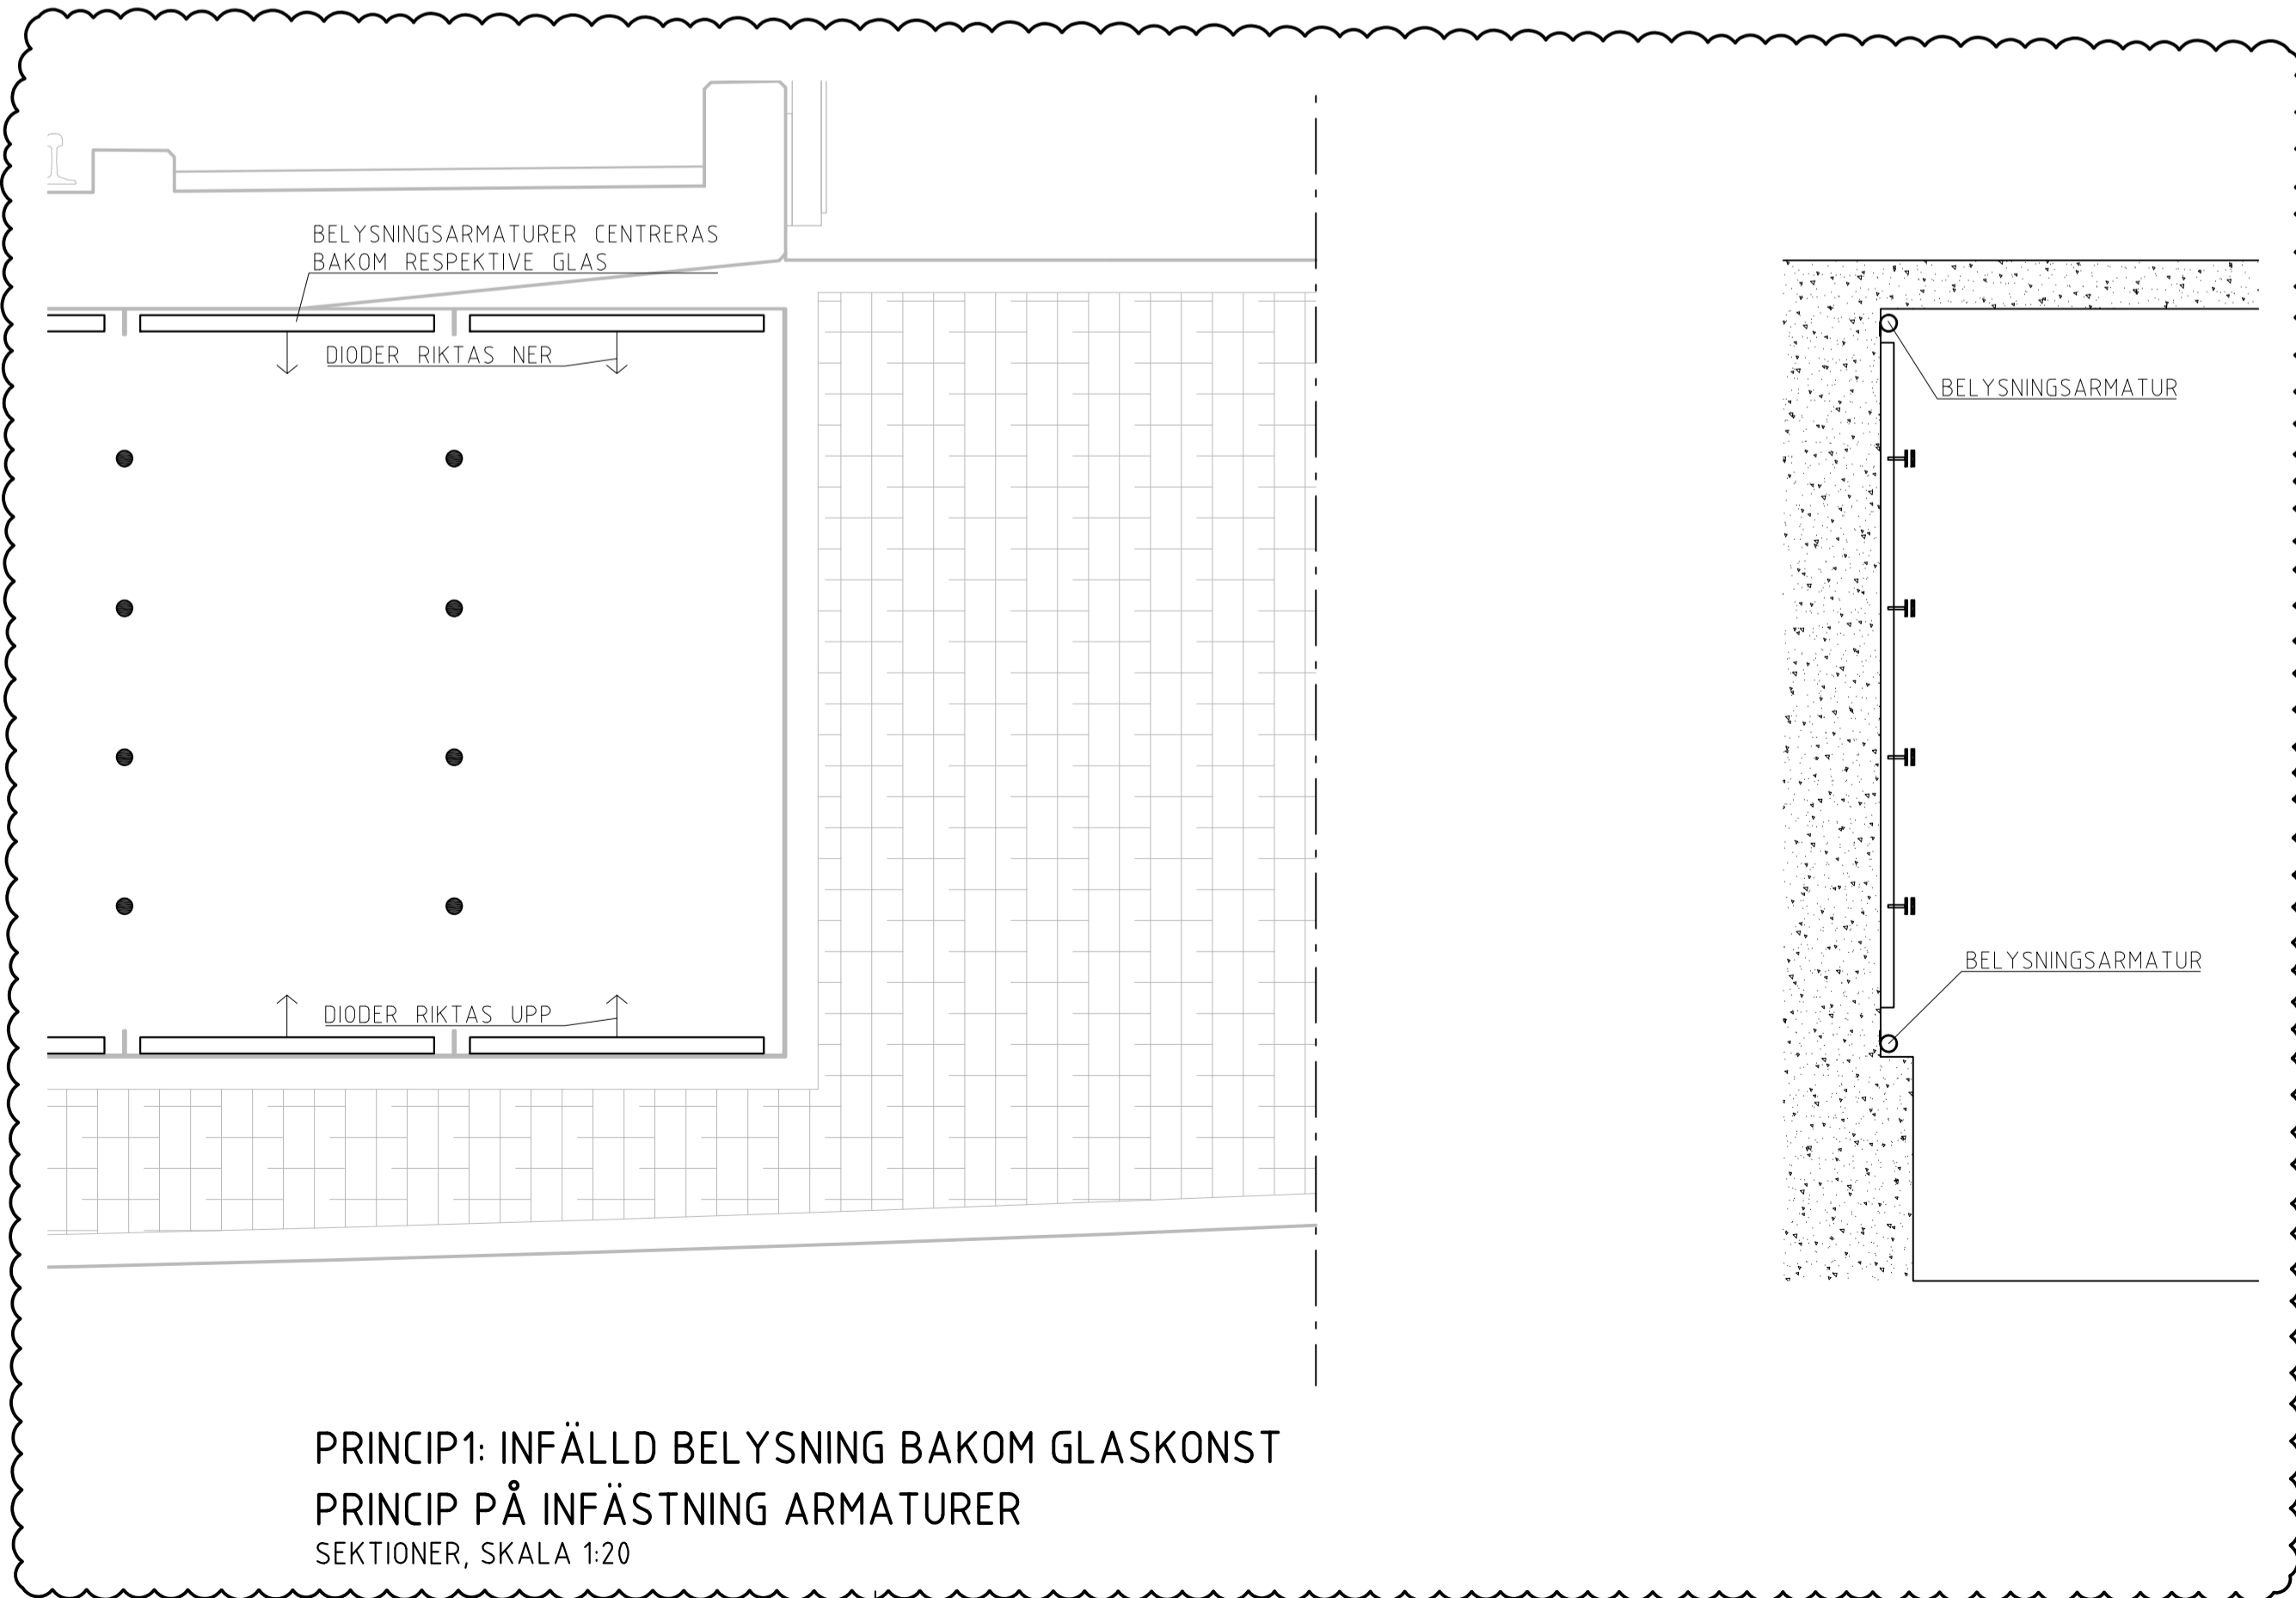 BELYSNINGSARMATURER CENTRERAS
BAKOM RESPEKTIVE GLAS
DIODER RIKTAS NER
BELYSNINGSARMATUR
BELYSNINGSARMATUR
DIODER RIKTAS UPP
PRINCIP1: INFÄLLD BELYSNING BAKOM GLASKONST
PRINCIP PÅ INFÄSTNING ARMATURER
SEKTIONER, SKALA 1:20